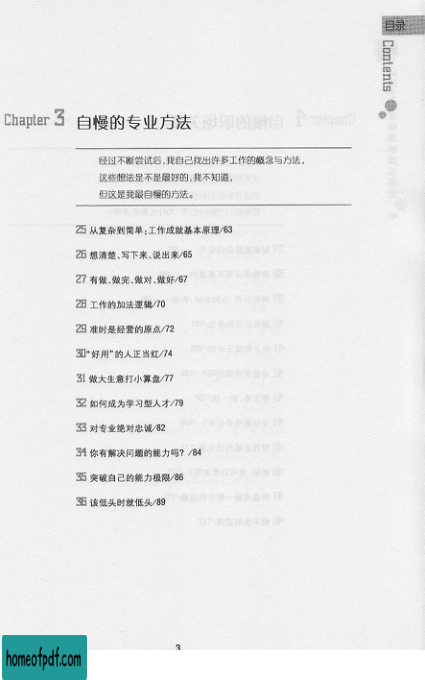 目录
Contents
Chapter 3 自慢的专业方法
经过不断尝试后，我自己找出许多工作的概念与方法，
这些想法是不是最好的，我不知道，
但这是我最自慢的方法。
25 从复杂到简单：工作成就基本原理/63
26 想清楚、写下来、说出来/65
27 有做、做完、做对、做好/67
28 工作的加法逻辑/70
29 准时是经营的原点/72
30 “好用”的人正当红/74
31 做大生意打小算盘/77
32 如何成为学习型人才/79
33 对专业绝对忠诚/82
34 你有解决问题的能力吗？/84
35 突破自己的能力极限/86
36 该低头时就低头/89
3
homeofpdf.com